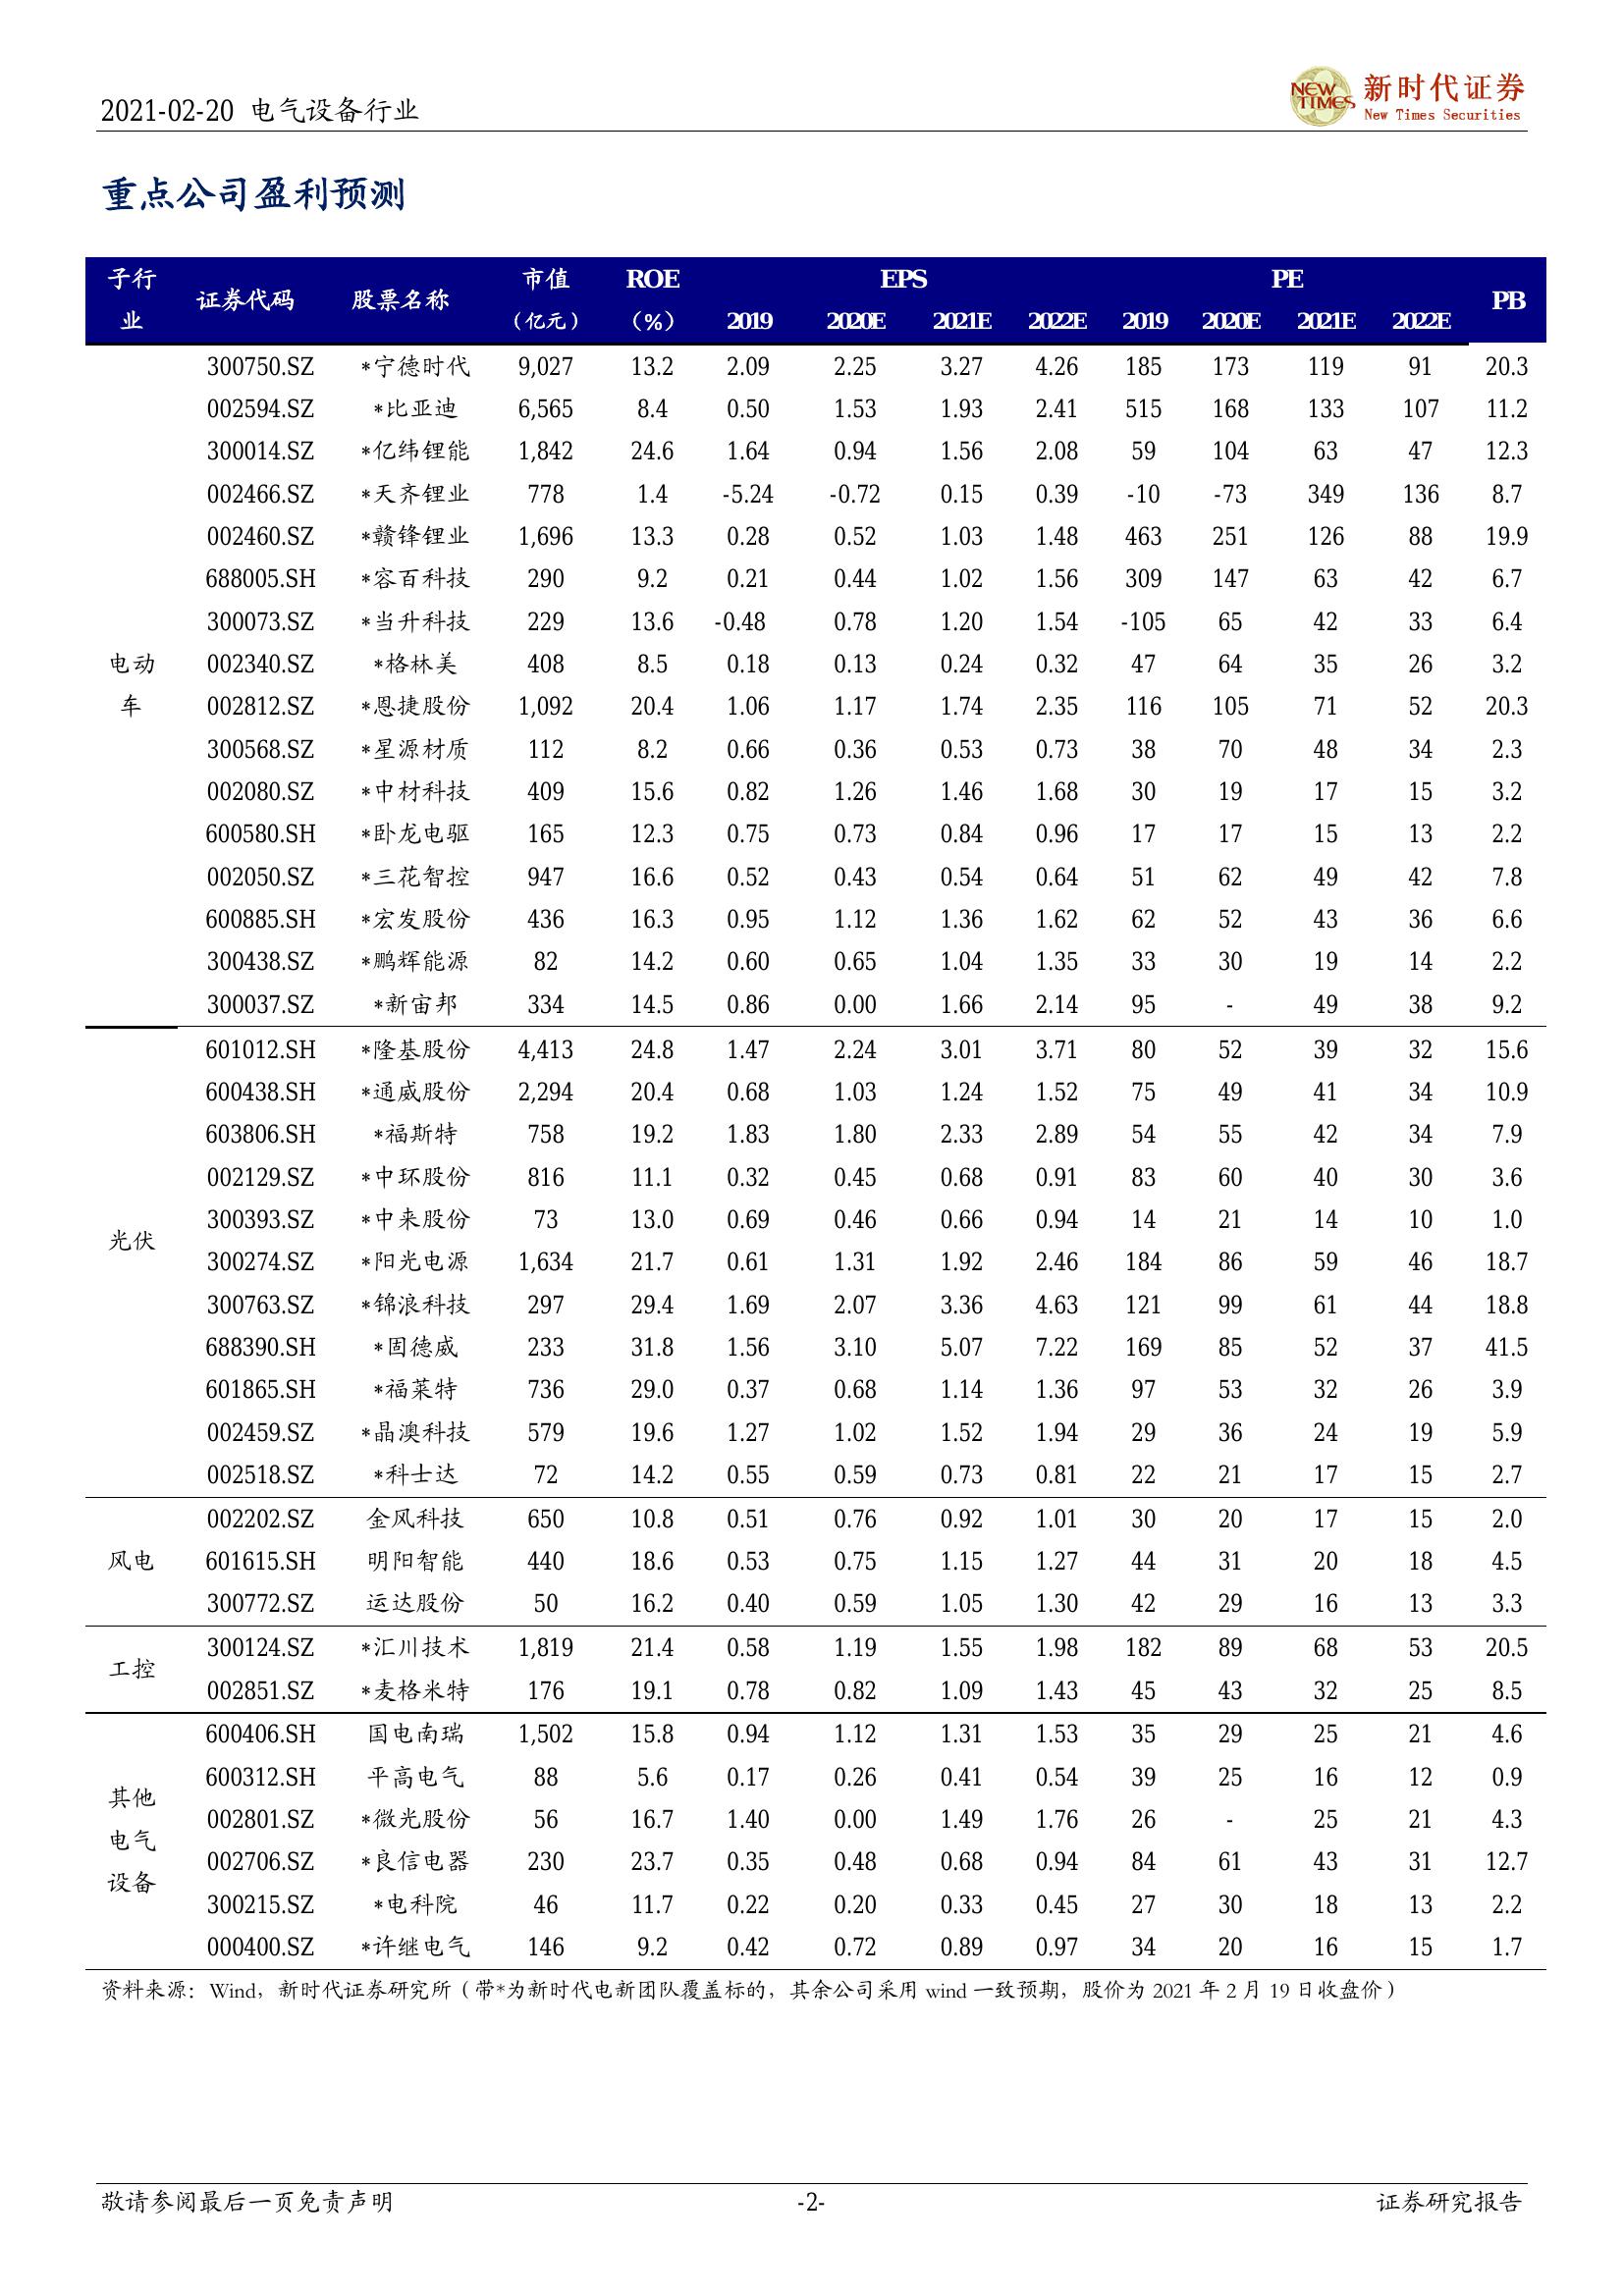 2021-02-20 电气设备行业
NEW TIMES 新时代证券
New Times Securities
重点公司盈利预测
子行业 证券代码 股票名称 市值（亿元） ROE（%） EPS PE PB
2019 2020E 2021E 2022E 2019 2020E 2021E 2022E
电动车
300750.SZ *宁德时代 9,027 13.2 2.09 2.25 3.27 4.26 185 173 119 91 20.3
002594.SZ *比亚迪 6,565 8.4 0.50 1.53 1.93 2.41 515 168 133 107 11.2
300014.SZ *亿纬锂能 1,842 24.6 1.64 0.94 1.56 2.08 59 104 63 47 12.3
002466.SZ *天齐锂业 778 1.4 -5.24 -0.72 0.15 0.39 -10 -73 349 136 8.7
002460.SZ *赣锋锂业 1,696 13.3 0.28 0.52 1.03 1.48 463 251 126 88 19.9
688005.SH *容百科技 290 9.2 0.21 0.44 1.02 1.56 309 147 63 42 6.7
300073.SZ *当升科技 229 13.6 -0.48 0.78 1.20 1.54 -105 65 42 33 6.4
002340.SZ *格林美 408 8.5 0.18 0.13 0.24 0.32 47 64 35 26 3.2
002812.SZ *恩捷股份 1,092 20.4 1.06 1.17 1.74 2.35 116 105 71 52 20.3
300568.SZ *星源材质 112 8.2 0.66 0.36 0.53 0.73 38 70 48 34 2.3
002080.SZ *中材科技 409 15.6 0.82 1.26 1.46 1.68 30 19 17 15 3.2
600580.SH *卧龙电驱 165 12.3 0.75 0.73 0.84 0.96 17 17 15 13 2.2
002050.SZ *三花智控 947 16.6 0.52 0.43 0.54 0.64 51 62 49 42 7.8
600885.SH *宏发股份 436 16.3 0.95 1.12 1.36 1.62 62 52 43 36 6.6
300438.SZ *鹏辉能源 82 14.2 0.60 0.65 1.04 1.35 33 30 19 14 2.2
300037.SZ *新宙邦 334 14.5 0.86 0.00 1.66 2.14 95 - 49 38 9.2
光伏
601012.SH *隆基股份 4,413 24.8 1.47 2.24 3.01 3.71 80 52 39 32 15.6
600438.SH *通威股份 2,294 20.4 0.68 1.03 1.24 1.52 75 49 41 34 10.9
603806.SH *福斯特 758 19.2 1.83 1.80 2.33 2.89 54 55 42 34 7.9
002129.SZ *中环股份 816 11.1 0.32 0.45 0.68 0.91 83 60 40 30 3.6
300393.SZ *中来股份 73 13.0 0.69 0.46 0.66 0.94 14 21 14 10 1.0
300274.SZ *阳光电源 1,634 21.7 0.61 1.31 1.92 2.46 184 86 59 46 18.7
300763.SZ *锦浪科技 297 29.4 1.69 2.07 3.36 4.63 121 99 61 44 18.8
688390.SH *固德威 233 31.8 1.56 3.10 5.07 7.22 169 85 52 37 41.5
601865.SH *福莱特 736 29.0 0.37 0.68 1.14 1.36 97 53 32 26 3.9
002459.SZ *晶澳科技 579 19.6 1.27 1.02 1.52 1.94 29 36 24 19 5.9
002518.SZ *科士达 72 14.2 0.55 0.59 0.73 0.81 22 21 17 15 2.7
风电
002202.SZ 金风科技 650 10.8 0.51 0.76 0.92 1.01 30 20 17 15 2.0
601615.SH 明阳智能 440 18.6 0.53 0.75 1.15 1.27 44 31 20 18 4.5
300772.SZ 运达股份 50 16.2 0.40 0.59 1.05 1.30 42 29 16 13 3.3
工控
300124.SZ *汇川技术 1,819 21.4 0.58 1.19 1.55 1.98 182 89 68 53 20.5
002851.SZ *麦格米特 176 19.1 0.78 0.82 1.09 1.43 45 43 32 25 8.5
其他电气设备
600406.SH 国电南瑞 1,502 15.8 0.94 1.12 1.31 1.53 35 29 25 21 4.6
600312.SH 平高电气 88 5.6 0.17 0.26 0.41 0.54 39 25 16 12 0.9
002801.SZ *微光股份 56 16.7 1.40 0.00 1.49 1.76 26 - 25 21 4.3
002706.SZ *良信电器 230 23.7 0.35 0.48 0.68 0.94 84 61 43 31 12.7
300215.SZ *电科院 46 11.7 0.22 0.20 0.33 0.45 27 30 18 13 2.2
000400.SZ *许继电气 146 9.2 0.42 0.72 0.89 0.97 34 20 16 15 1.7
资料来源：Wind，新时代证券研究所（带*为新时代电新团队覆盖标的，其余公司采用 wind 一致预期，股价为 2021 年 2 月 19 日收盘价）
敬请参阅最后一页免责声明 -2- 证券研究报告